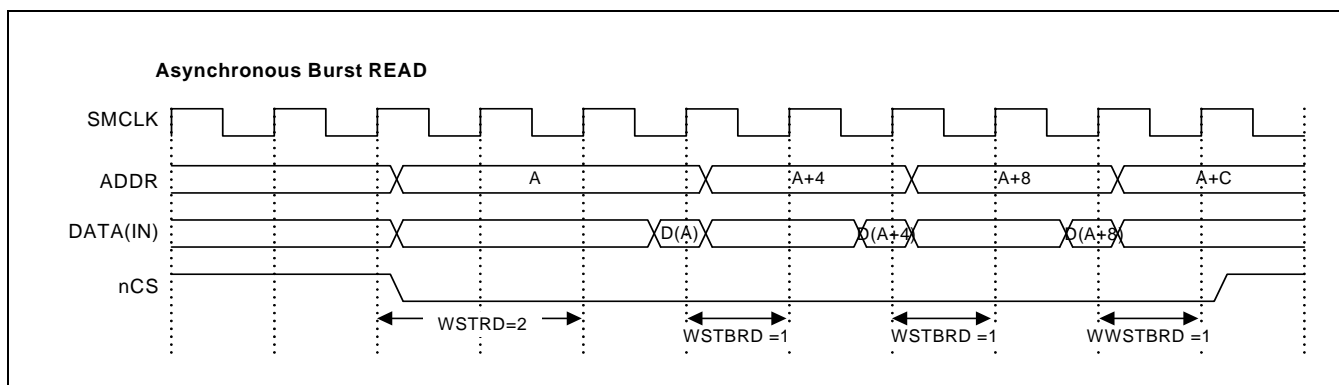 Asynchronous Burst READ
SMCLK
ADDR
A
A+4
A+8
A+C
DATA(IN)
D(A)
D(A+4)
D(A+8)
nCS
WSTRD=2
WSTBRD =1
WSTBRD =1
WWSTBRD =1